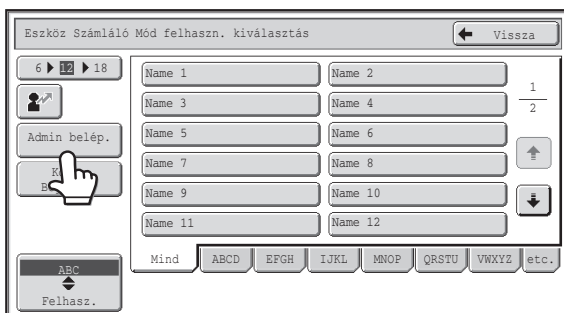 Eszköz Számláló Mód felhaszn. kiválasztás
Vissza
6 12 18
Admin belép.
ABC
Felhasz.
Name 1
Name 2
Name 3
Name 4
Name 5
Name 6
Name 7
Name 8
Name 9
Name 10
Name 11
Name 12
1
2
Mind
ABCD
EFGH
IJKL
MNOP
QRSTU
VWXYZ
etc.